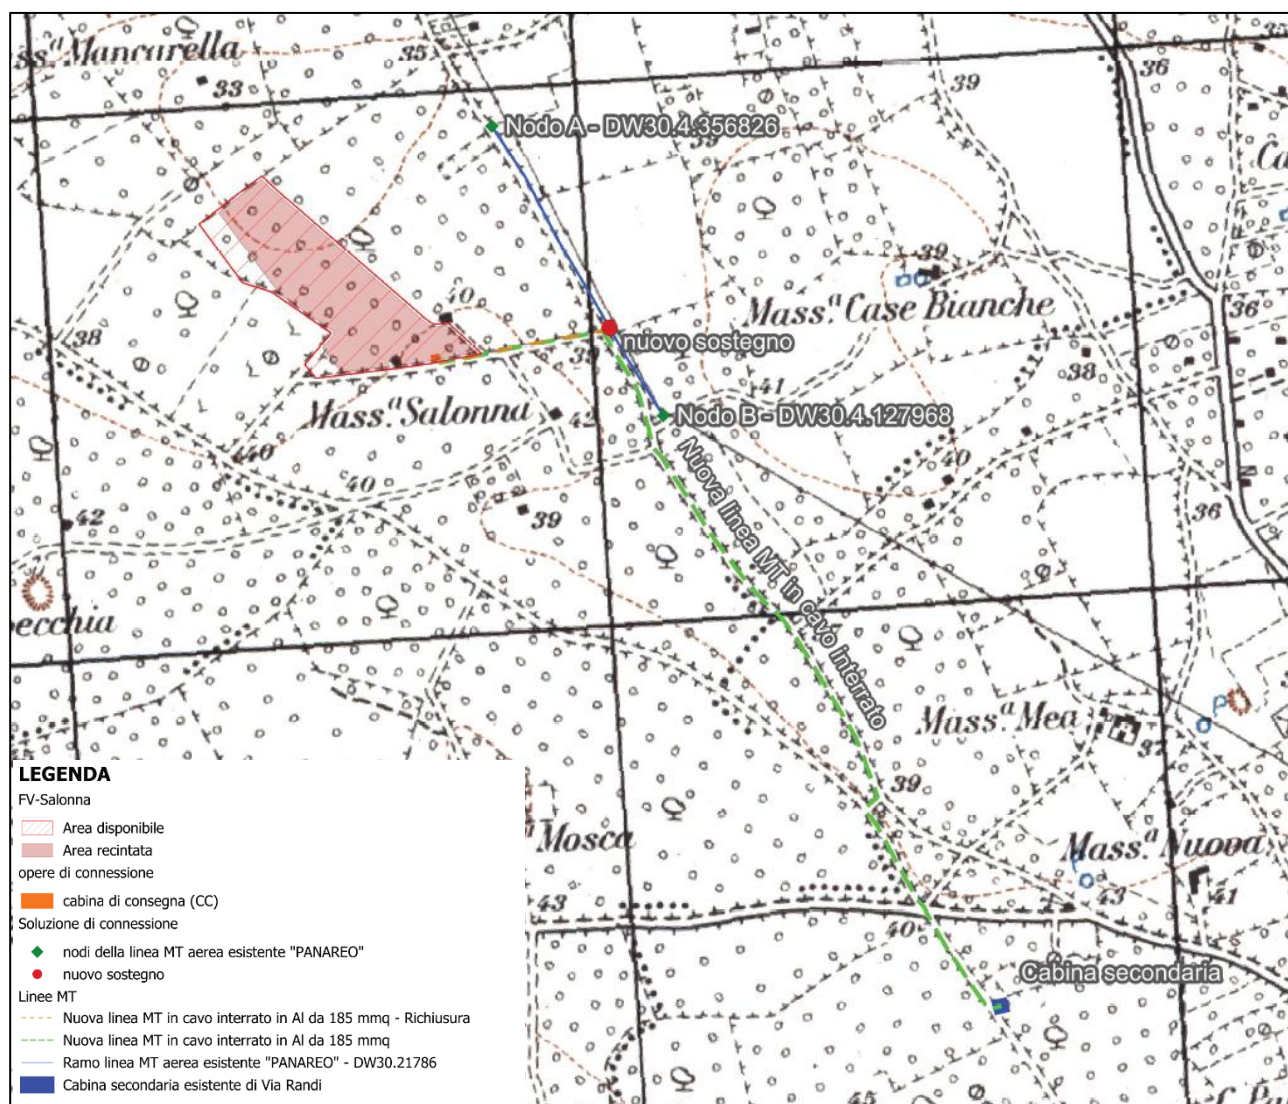 ss.ª Mancarella
35
33
36
35
39
39
Ca
Nodo A - DW30.4.356826
39
Mass.ª Case Bianche
40
36
38
nuovo sostegno
39
38
41
Mass.ª Salonna
42
Nodo B - DW30.4.127968
40
40
40
42
39
36
Nuova linea MT in cavo interrato
ecchia
P
Mass.ª Mea
37
39
ª Mosca
Mass.ª Nuova
43
43
41
40
Cabina secondaria
45
LEGENDA
FV-Salonna
Area disponibile
Area recintata
opere di connessione
cabina di consegna (CC)
Soluzione di connessione
nodi della linea MT aerea esistente "PANAREO"
nuovo sostegno
Linee MT
Nuova linea MT in cavo interrato in Al da 185 mmq - Richiusura
Nuova linea MT in cavo interrato in Al da 185 mmq
Ramo linea MT aerea esistente "PANAREO" - DW30.21786
Cabina secondaria esistente di Via Randi